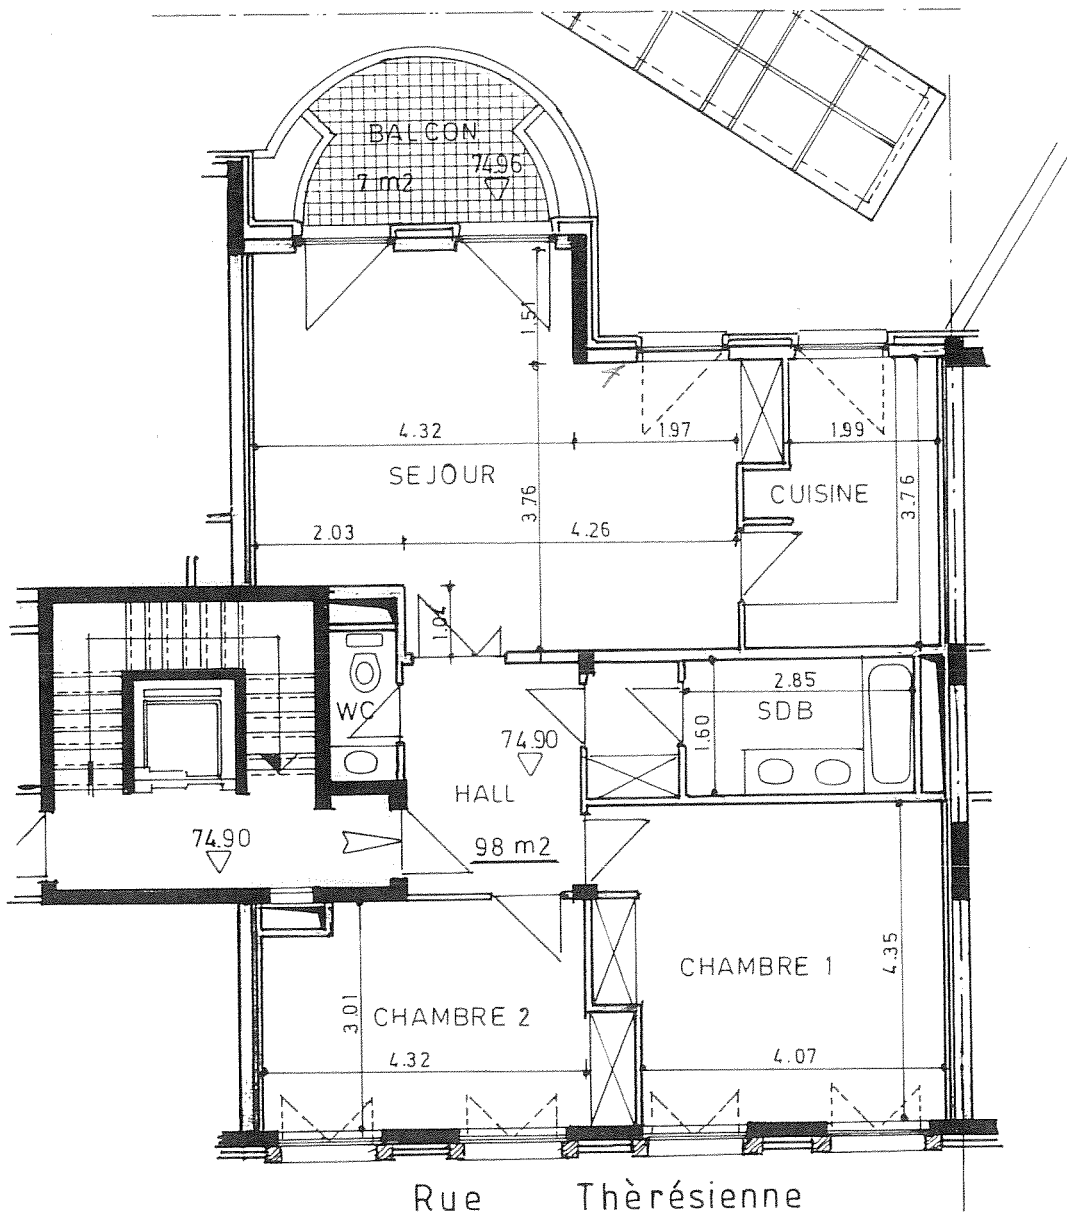 BALCON
74.96
7 m2
1.51
4.32
1.97
1.99
SEJOUR
CUISINE
3.76
3.76
2.03
4.26
1.04
WC
2.85
SDB
1.60
74.90
HALL
74.90
98 m2
4.35
CHAMBRE 1
3.01
CHAMBRE 2
4.32
4.07
Rue Thèrésienne